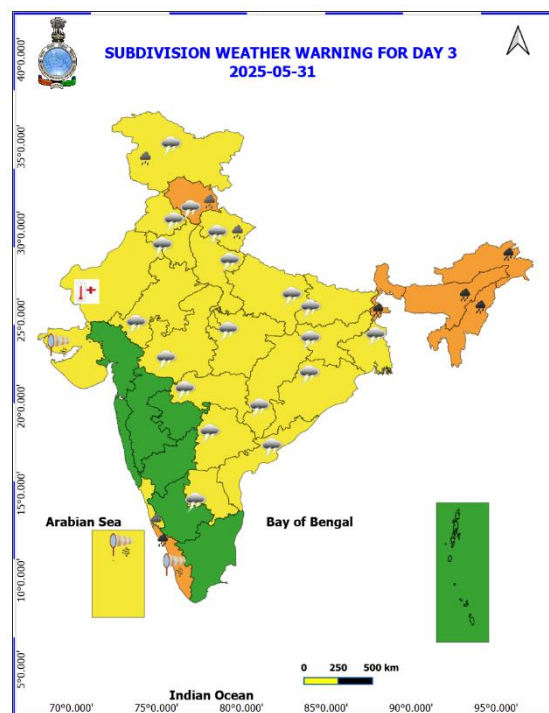 SUBDIVISION WEATHER WARNING FOR DAY 3
2025-05-31
40°0.000'
35°0.000'
30°0.000'
25°0.000'
20°0.000'
15°0.000'
10°0.000'
5°0.000'
Arabian Sea
Bay of Bengal
0 250 500 km
Indian Ocean
70°0.000' 75°0.000' 80°0.000' 85°0.000' 90°0.000' 95°0.000'